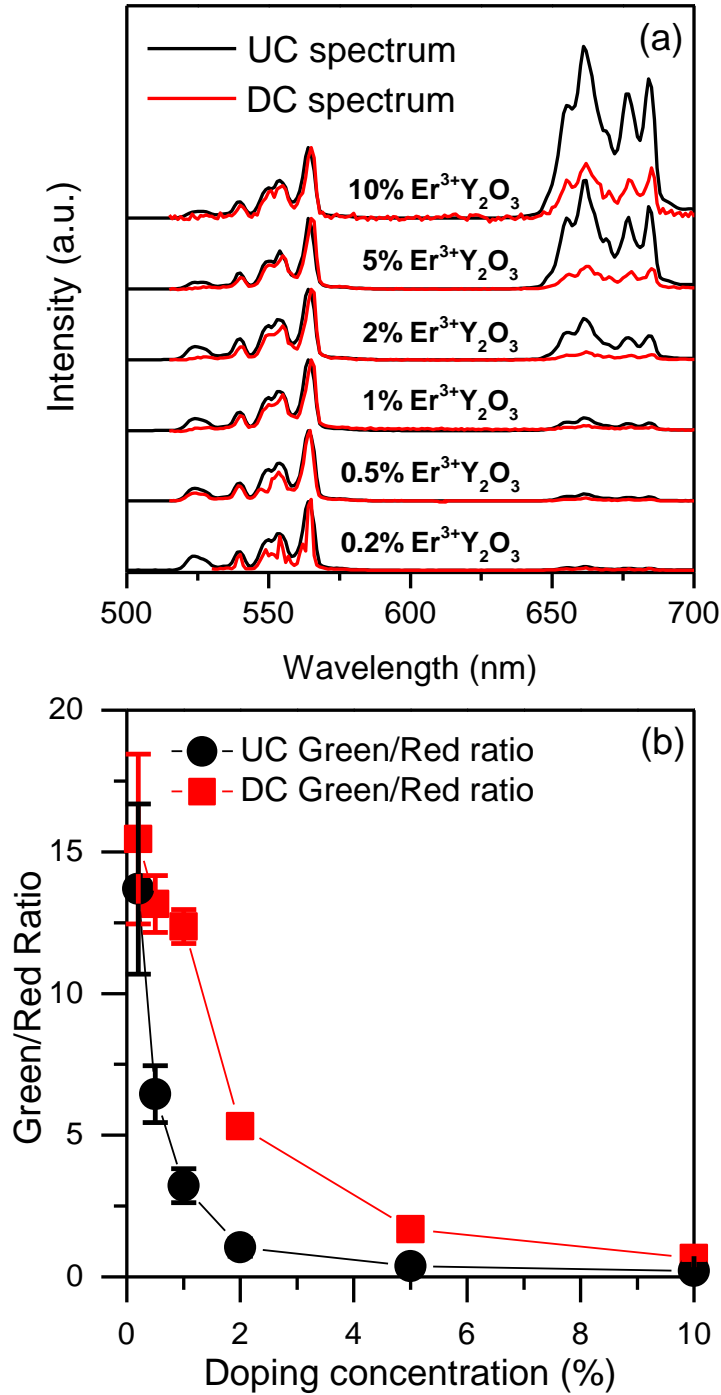 (a)
UC spectrum
DC spectrum
10% Er³⁺Y₂O₃
5% Er³⁺Y₂O₃
2% Er³⁺Y₂O₃
1% Er³⁺Y₂O₃
0.5% Er³⁺Y₂O₃
0.2% Er³⁺Y₂O₃
Intensity (a.u.)
500 550 600 650 700
Wavelength (nm)
(b)
UC Green/Red ratio
DC Green/Red ratio
20
15
10
5
0
Green/Red Ratio
0 2 4 6 8 10
Doping concentration (%)